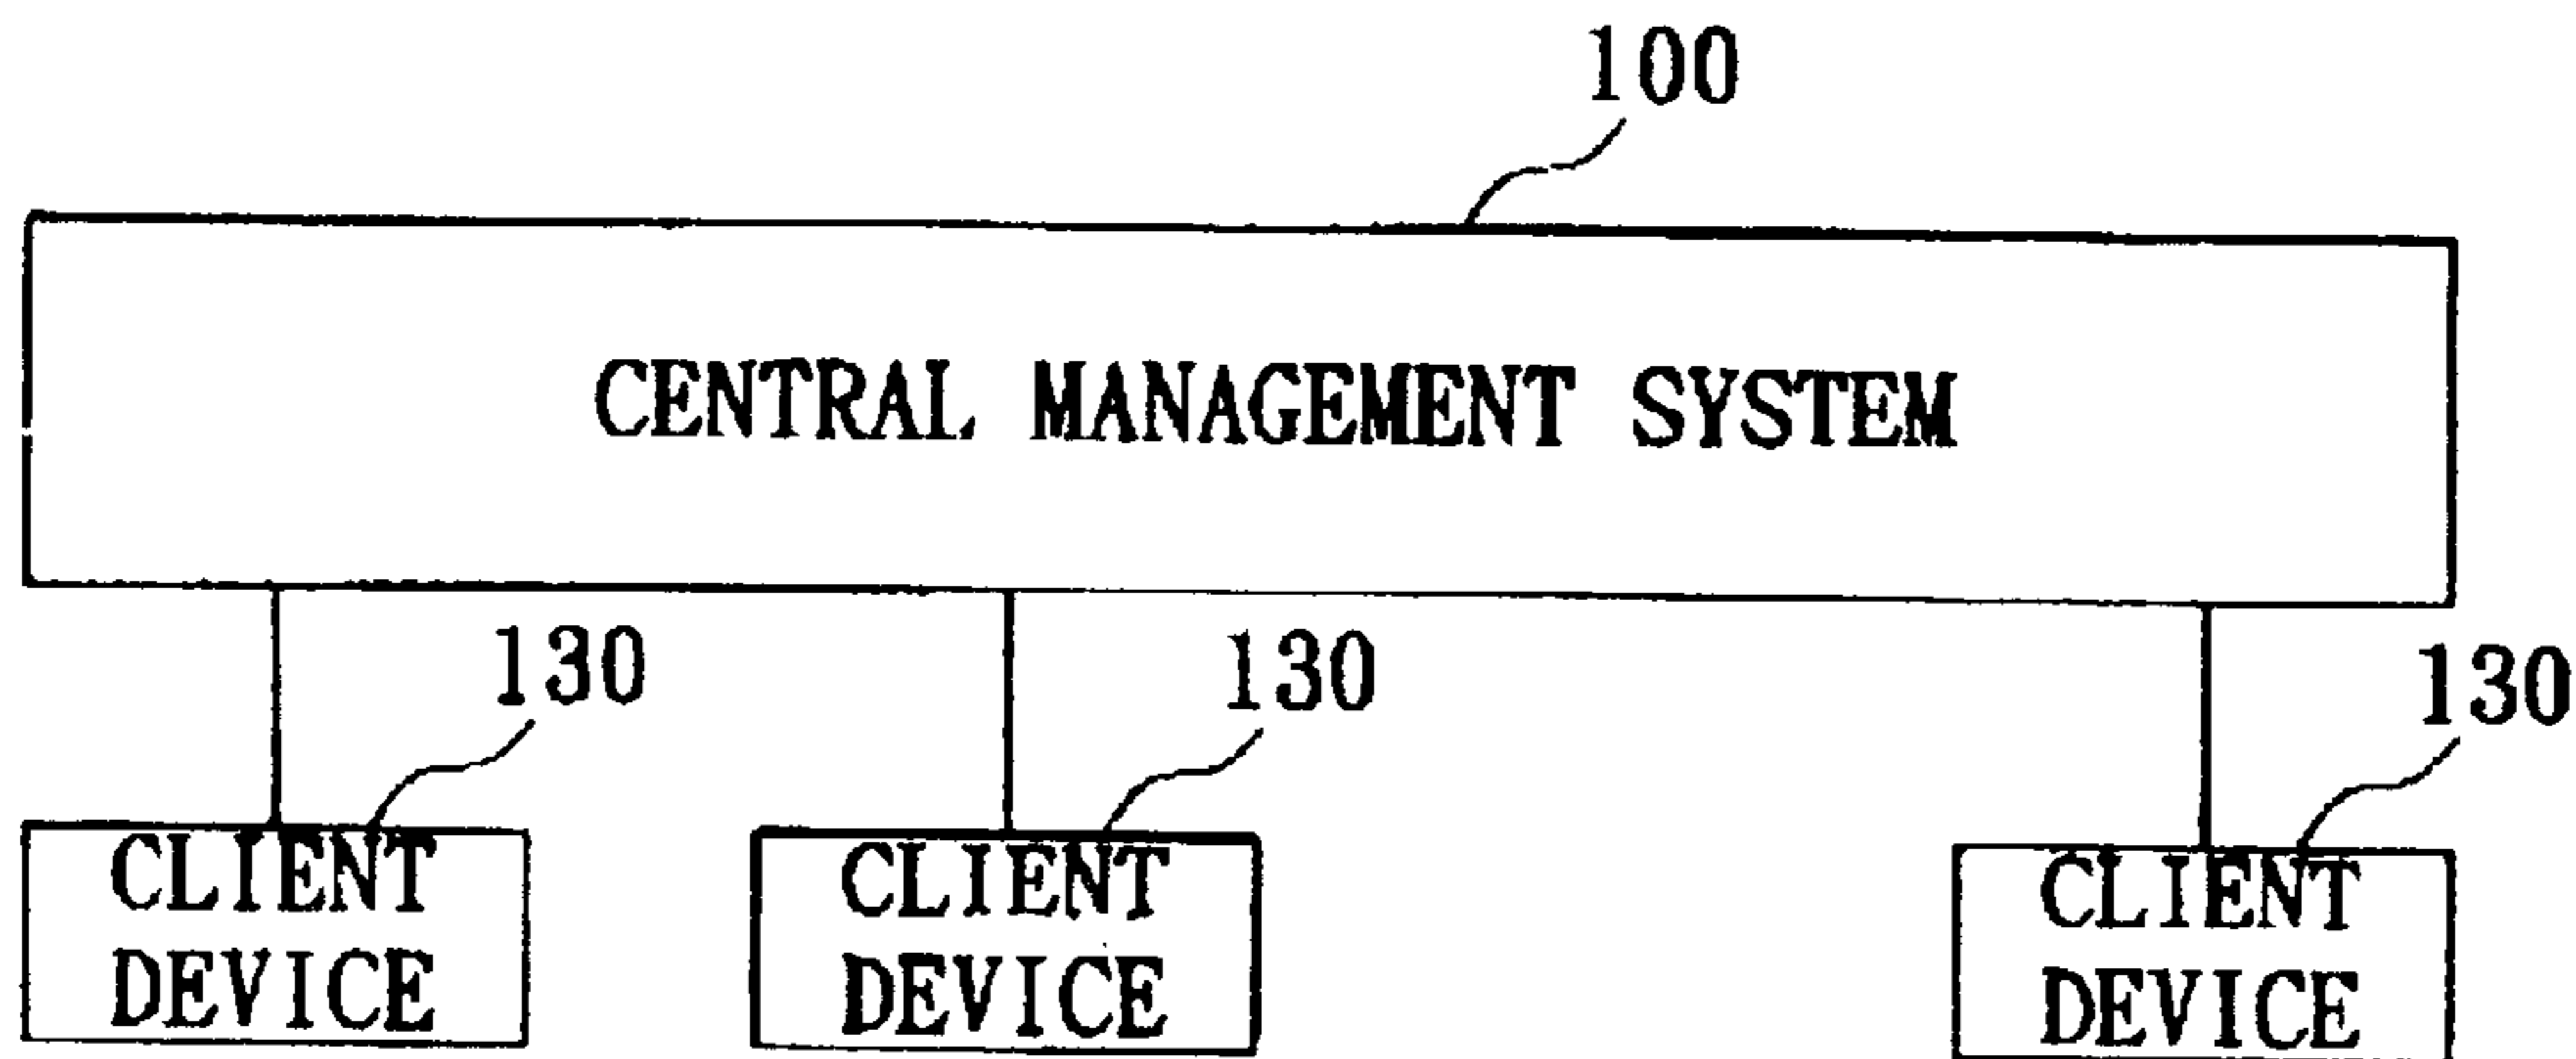 100
CENTRAL MANAGEMENT SYSTEM
130
130
130
CLIENT
DEVICE
CLIENT
DEVICE
CLIENT
DEVICE